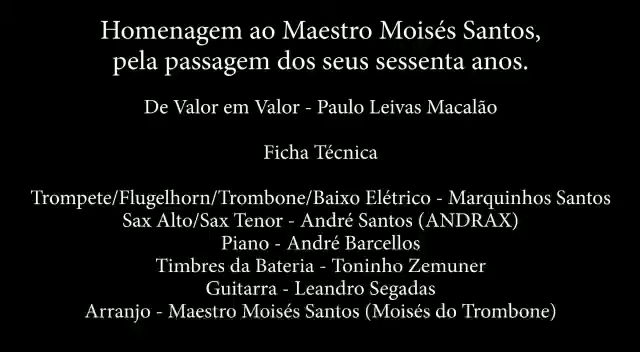 Homenagem ao Maestro Moisés Santos,
pela passagem dos seus sessenta anos.
De Valor em Valor - Paulo Leivas Macalão
Ficha Técnica
Trompete/Flugelhorn/Trombone/Baixo Elétrico - Marquinhos Santos
Sax Alto/Sax Tenor - André Santos (ANDRAX)
Piano - André Barcellos
Timbres da Bateria - Toninho Zemuner
Guitarra - Leandro Segadas
Arranjo - Maestro Moisés Santos (Moisés do Trombone)